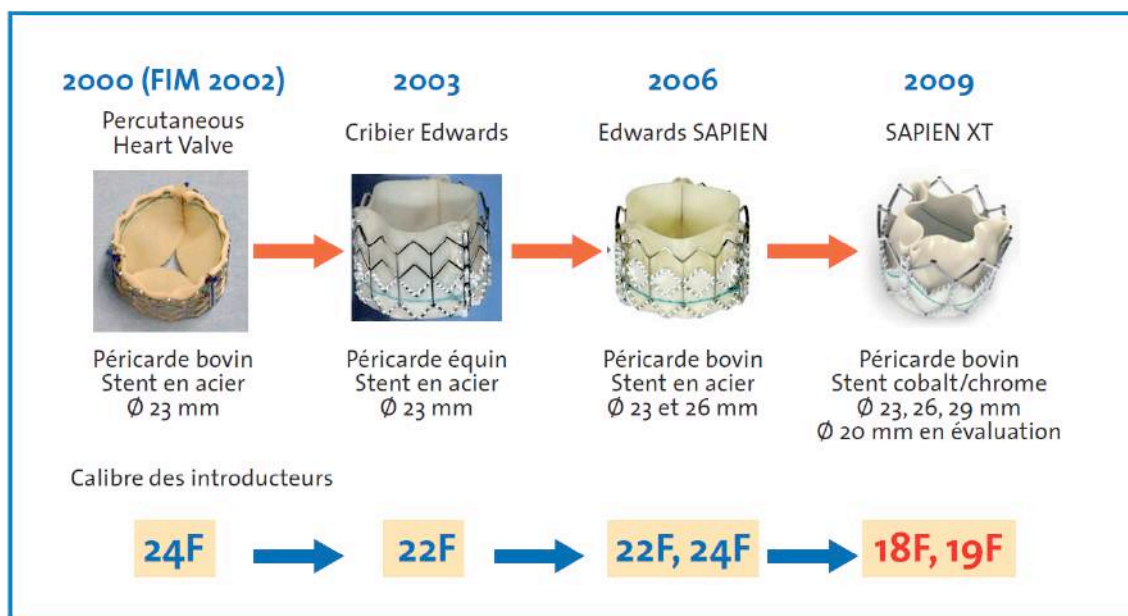 2000 (FIM 2002)
Percutaneous
Heart Valve
Péricarde bovin
Stent en acier
Ø 23 mm
2003
Cribier Edwards
Péricarde équin
Stent en acier
Ø 23 mm
2006
Edwards SAPIEN
Péricarde bovin
Stent en acier
Ø 23 et 26 mm
2009
SAPIEN XT
Péricarde bovin
Stent cobalt/chrome
Ø 23, 26, 29 mm
Ø 20 mm en évaluation
Calibre des introducteurs
24F
22F
22F, 24F
18F, 19F